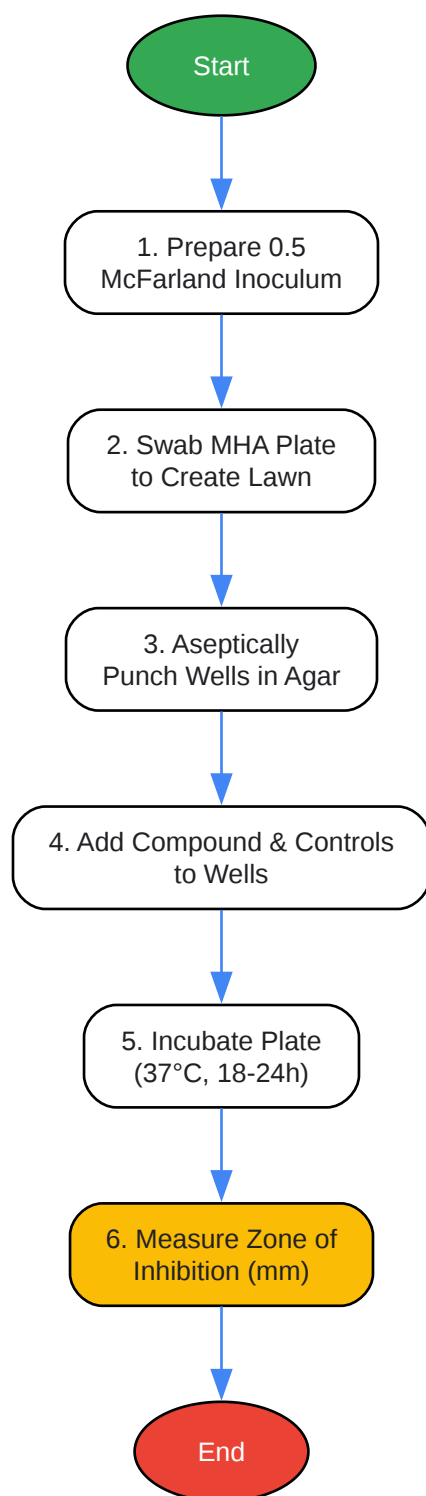 Start
1. Prepare 0.5
McFarland Inoculum
2. Swab MHA Plate
to Create Lawn
3. Aseptically
Punch Wells in Agar
4. Add Compound & Controls
to Wells
5. Incubate Plate
(37°C, 18-24h)
6. Measure Zone of
Inhibition (mm)
End